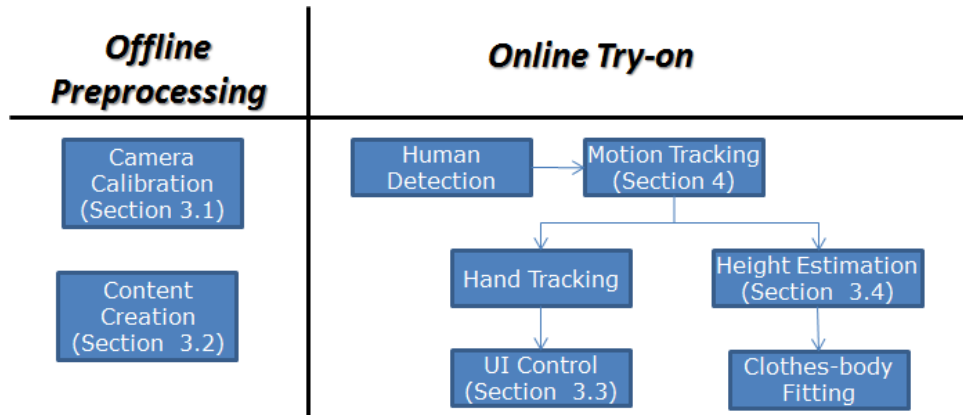 Offline
Preprocessing
Online Try-on
Camera
Calibration
(Section 3.1)
Content
Creation
(Section 3.2)
Human
Detection
Motion Tracking
(Section 4)
Hand Tracking
Height Estimation
(Section 3.4)
UI Control
(Section 3.3)
Clothes-body
Fitting